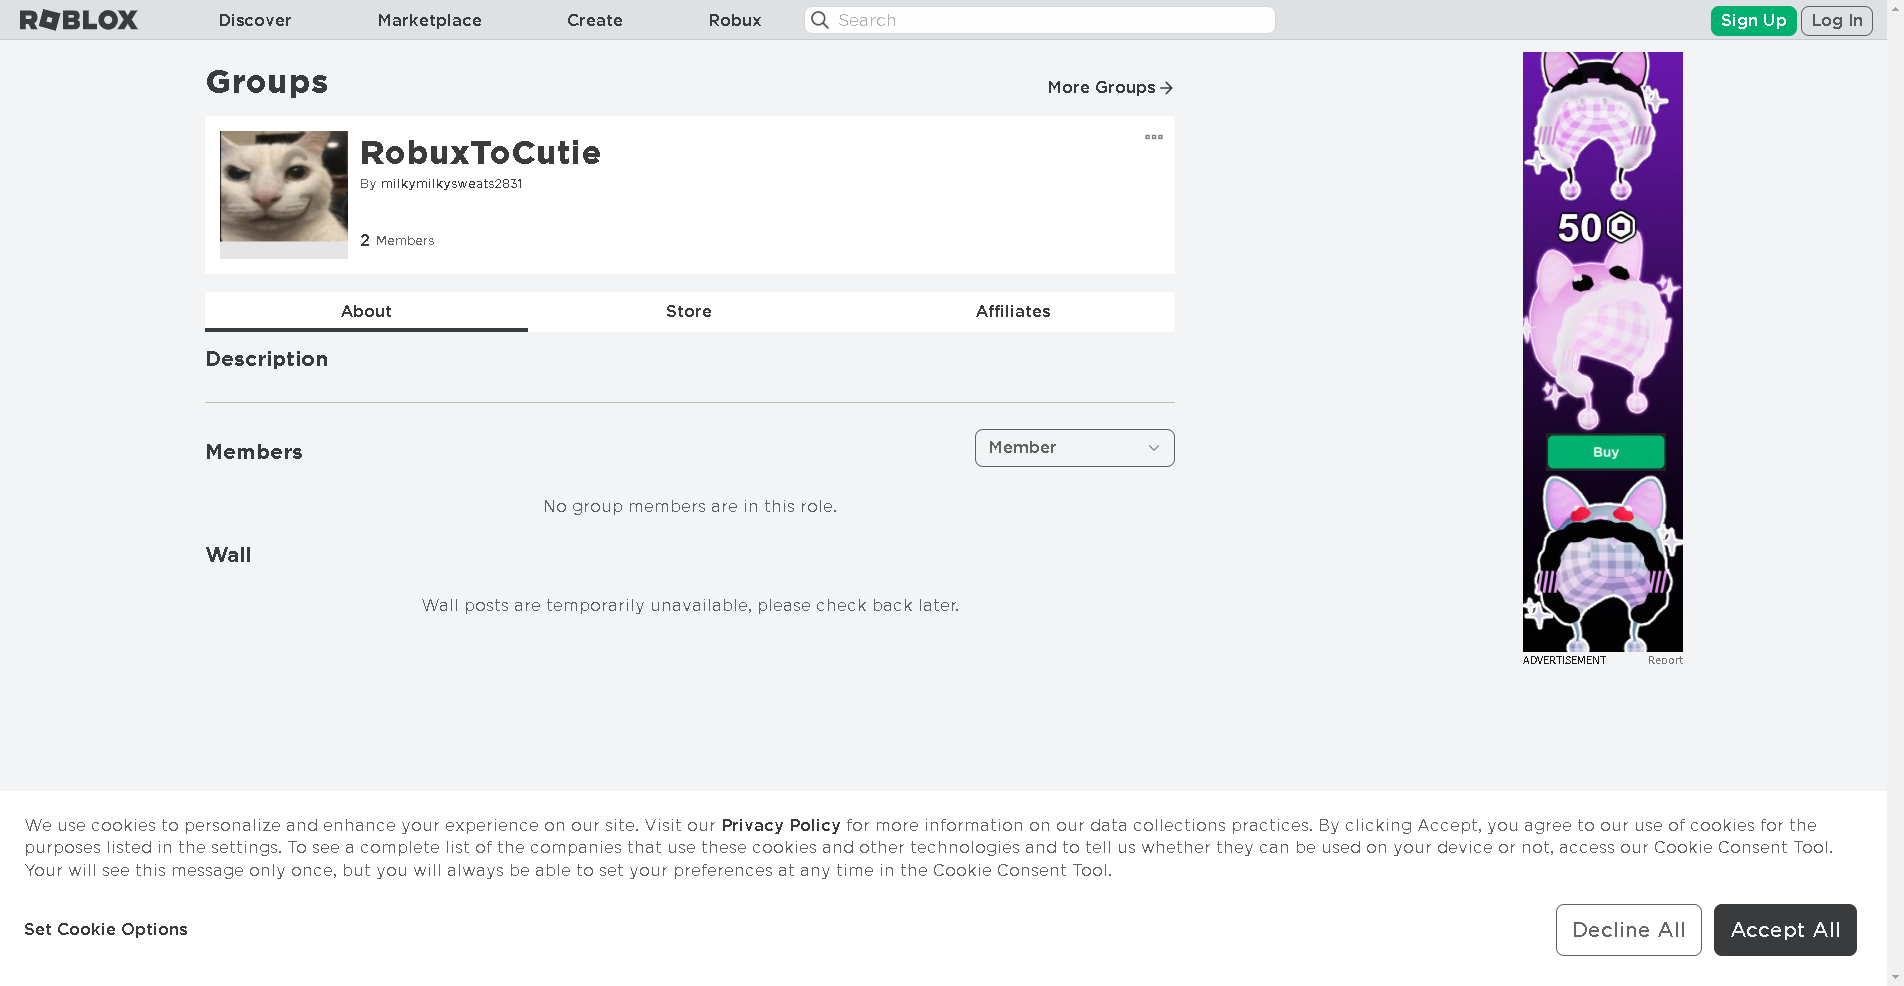 ROBLOX
Discover
Marketplace
Create
Robux
Search
Sign Up
Log In
Groups
More Groups
RobuxToCutie
By milkymilkysweats2831
2 Members
About
Store
Affiliates
Description
Members
Member
No group members are in this role.
Wall
Wall posts are temporarily unavailable, please check back later.
50
Buy
ADVERTISEMENT
Report
We use cookies to personalize and enhance your experience on our site. Visit our Privacy Policy for more information on our data collections practices. By clicking Accept, you agree to our use of cookies for the
purposes listed in the settings. To see a complete list of the companies that use these cookies and other technologies and to tell us whether they can be used on your device or not, access our Cookie Consent Tool.
Your will see this message only once, but you will always be able to set your preferences at any time in the Cookie Consent Tool.
Set Cookie Options
Decline All
Accept All